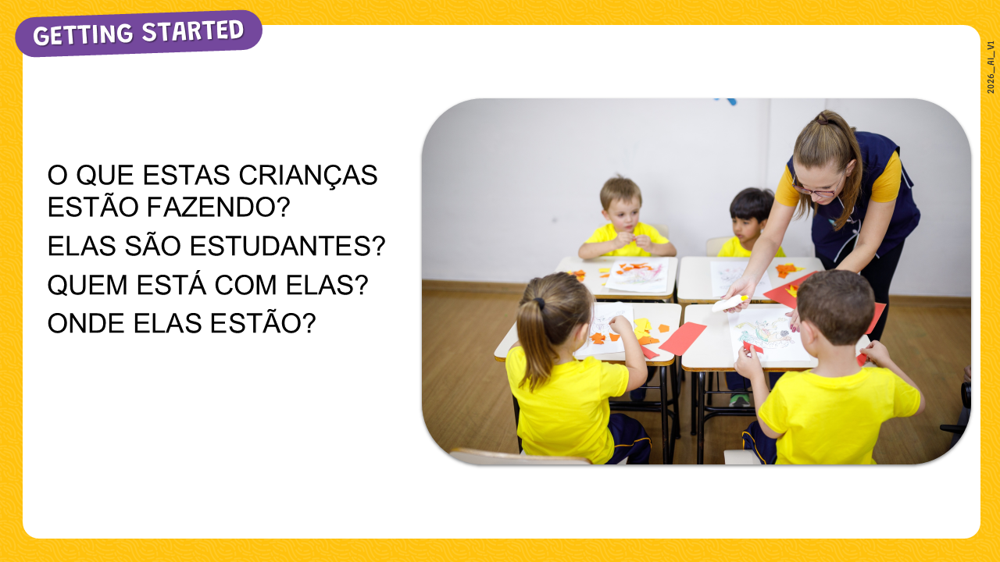 GETTING STARTED
2026_AI_V1
O QUE ESTAS CRIANÇAS
ESTÃO FAZENDO?
ELAS SÃO ESTUDANTES?
QUEM ESTÁ COM ELAS?
ONDE ELAS ESTÃO?